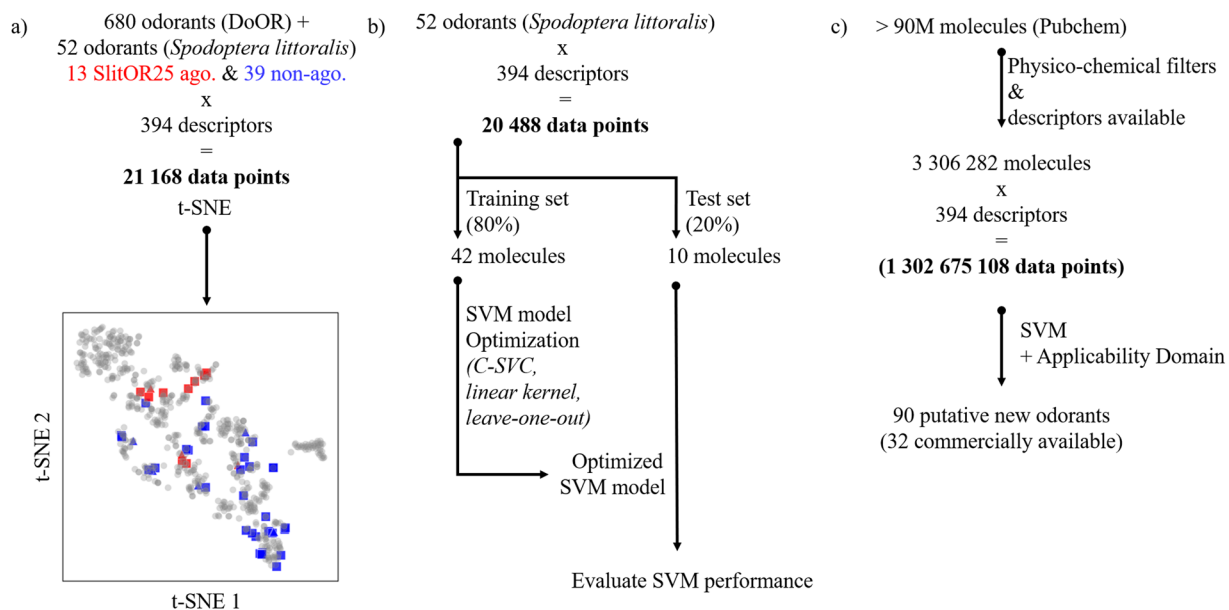 a)
680 odorants (DoOR) +
52 odorants (Spodoptera littoralis)
13 SlitOR25 ago. & 39 non-ago.
x
394 descriptors
=
21 168 data points
t-SNE
t-SNE 2
t-SNE 1
b)
52 odorants (Spodoptera littoralis)
x
394 descriptors
=
20 488 data points
Training set
(80%)
Test set
(20%)
42 molecules
10 molecules
SVM model
Optimization
(C-SVC,
linear kernel,
leave-one-out)
Optimized
SVM model
Evaluate SVM performance
c)
> 90M molecules (Pubchem)
Physico-chemical filters
&
descriptors available
3 306 282 molecules
x
394 descriptors
=
(1 302 675 108 data points)
SVM
+ Applicability Domain
90 putative new odorants
(32 commercially available)